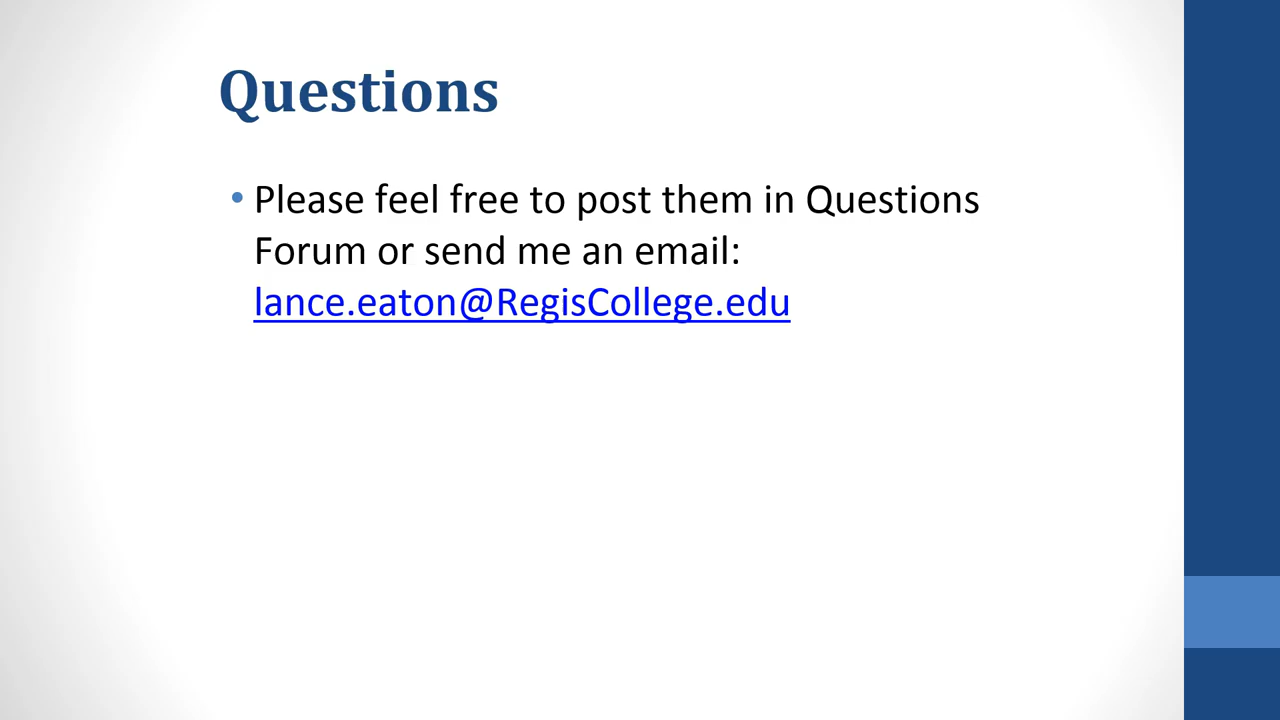 Questions
• Please feel free to post them in Questions
Forum or send me an email:
lance.eaton@RegisCollege.edu